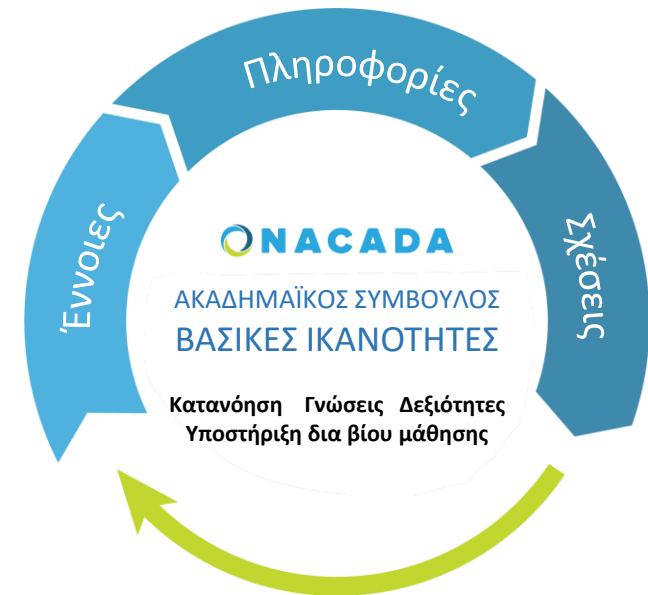 Έννοιες
Πληροφορίες
Σχέσεις
NACADA
ΑΚΑΔΗΜΑΪΚΟΣ ΣΥΜΒΟΥΛΟΣ
ΒΑΣΙΚΕΣ ΙΚΑΝΟΤΗΤΕΣ
Κατανόηση Γνώσεις Δεξιότητες
Υποστήριξη δια βίου μάθησης